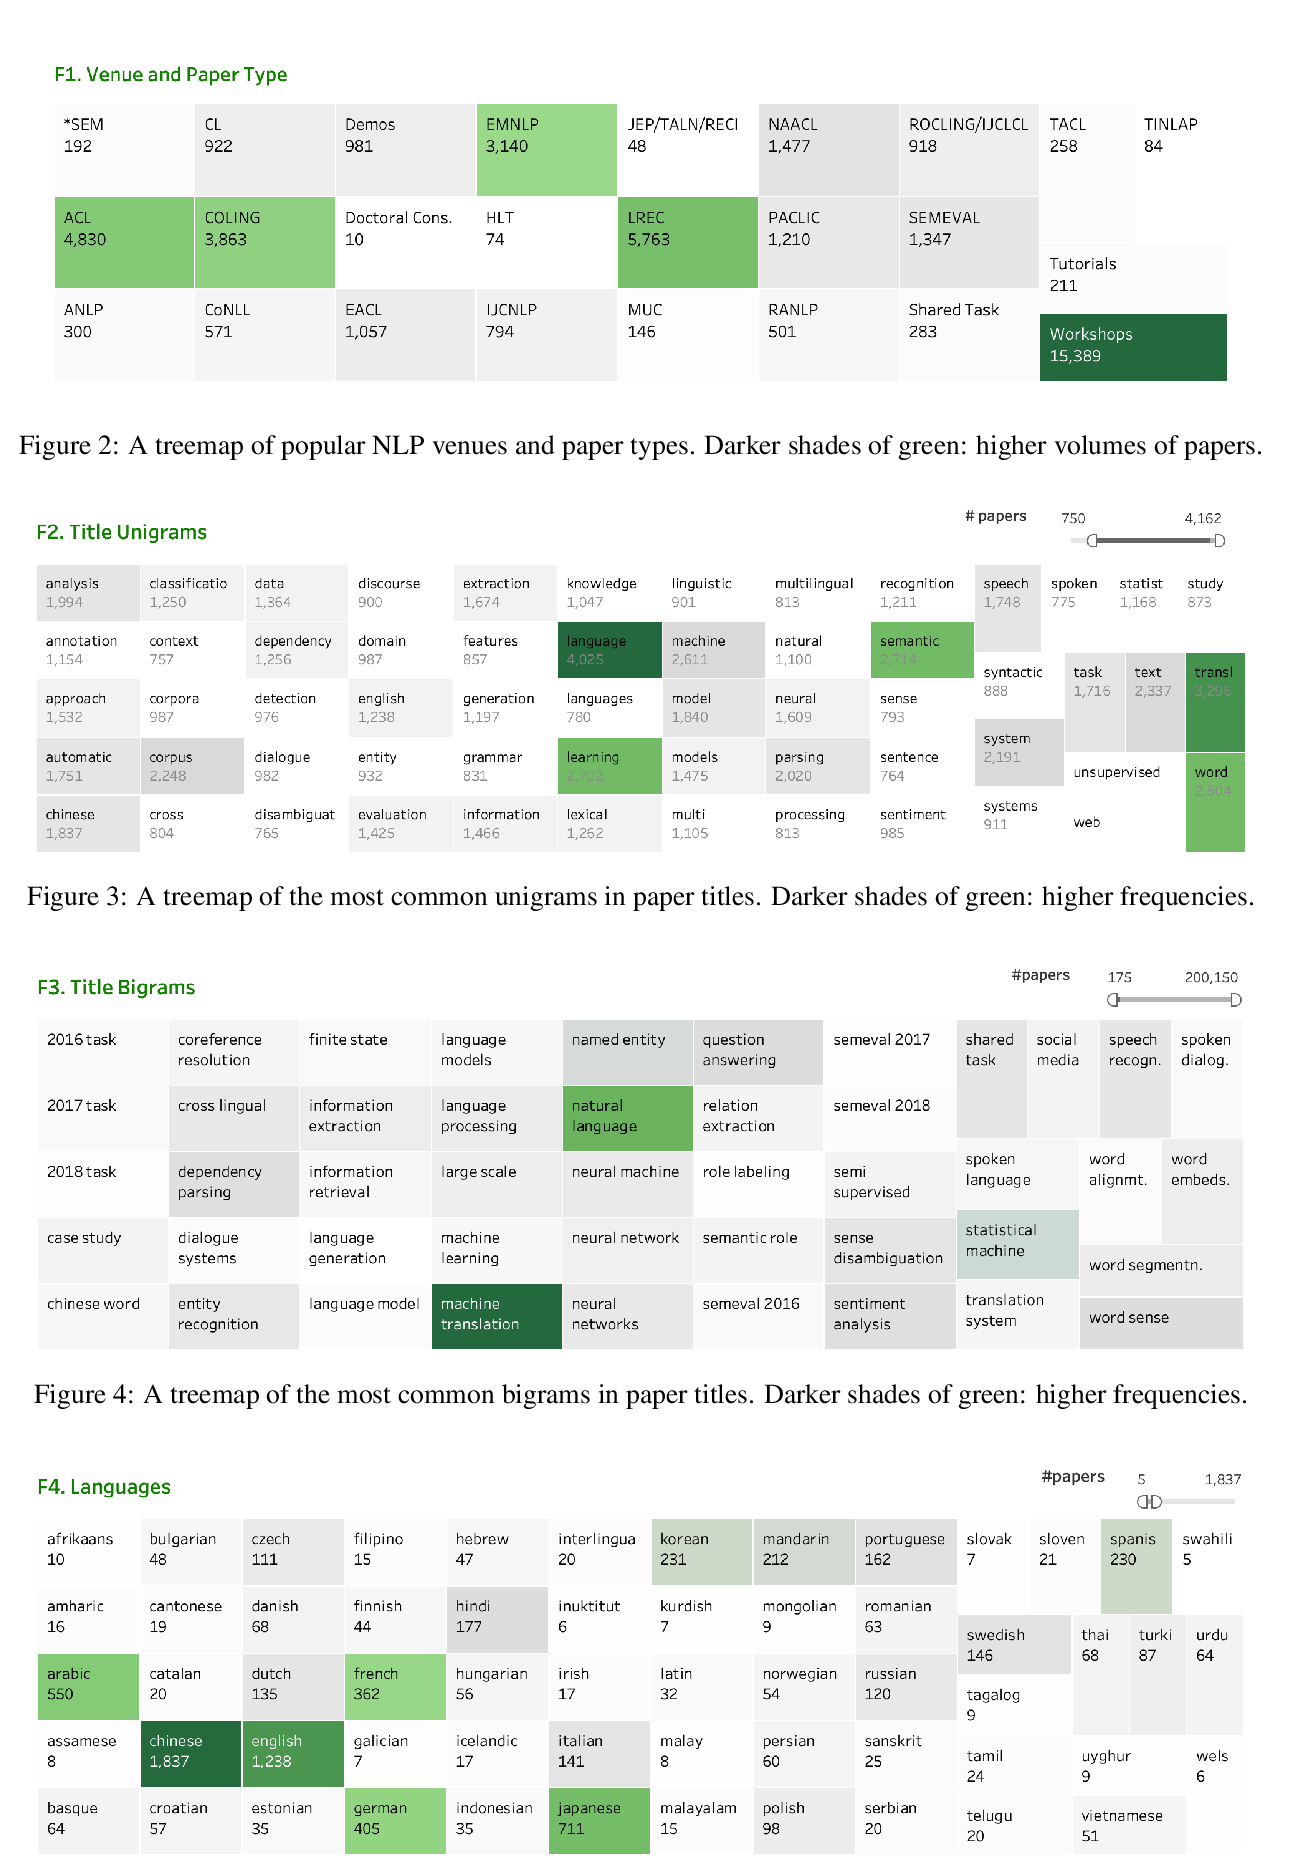 F1. Venue and Paper Type
*SEM
192
CL
922
Demos
981
EMNLP
3,140
JEP/TALN/RECI
48
NAACL
1,477
ROCLING/IJCLCL
918
TACL
258
TINLAP
84
ACL
4,830
COLING
3,863
Doctoral Cons.
10
HLT
74
LREC
5,763
PACLIC
1,210
SEMEVAL
1,347
Tutorials
211
ANLP
300
CoNLL
571
EACL
1,057
IJCNLP
794
MUC
146
RANLP
501
Shared Task
283
Workshops
15,389
Figure 2: A treemap of popular NLP venues and paper types. Darker shades of green: higher volumes of papers.
F2. Title Unigrams
# papers
750
4,162
analysis
1,994
classificatio
1,250
data
1,364
discourse
900
extraction
1,674
knowledge
1,047
linguistic
901
multilingual
813
recognition
1,211
speech
1,748
spoken
775
statist
1,168
study
873
annotation
1,154
context
757
dependency
1,256
domain
987
features
857
language
4,025
machine
2,611
natural
1,100
semantic
2,714
syntactic
888
task
1,716
text
2,337
transl
3,296
approach
1,532
corpora
987
detection
976
english
1,238
generation
1,197
languages
780
model
1,840
neural
1,609
sense
793
system
2,191
automatic
1,751
corpus
2,248
dialogue
982
entity
932
grammar
831
learning
2,702
models
1,475
parsing
2,020
sentence
764
unsupervised
word
2,804
chinese
1,837
cross
804
disambiguat
765
evaluation
1,425
information
1,466
lexical
1,262
multi
1,105
processing
813
sentiment
985
systems
911
web
Figure 3: A treemap of the most common unigrams in paper titles. Darker shades of green: higher frequencies.
F3. Title Bigrams
#papers
175
200,150
2016 task
coreference
resolution
finite state
language
models
named entity
question
answering
semeval 2017
shared
task
social
media
speech
recogn.
spoken
dialog.
2017 task
cross lingual
information
extraction
language
processing
natural
language
relation
extraction
semeval 2018
2018 task
dependency
parsing
information
retrieval
large scale
neural machine
role labeling
semi
supervised
spoken
language
word
alignmt.
word
embeds.
case study
dialogue
systems
language
generation
machine
learning
neural network
semantic role
sense
disambiguation
statistical
machine
word segmentn.
chinese word
entity
recognition
language model
machine
translation
neural
networks
semeval 2016
sentiment
analysis
translation
system
word sense
Figure 4: A treemap of the most common bigrams in paper titles. Darker shades of green: higher frequencies.
F4. Languages
#papers
5
1,837
afrikaans
10
bulgarian
48
czech
111
filipino
15
hebrew
47
interlingua
20
korean
231
mandarin
212
portuguese
162
slovak
7
sloven
21
spanis
230
swahili
5
amharic
16
cantonese
19
danish
68
finnish
44
hindi
177
inuktitut
6
kurdish
7
mongolian
9
romanian
63
swedish
146
thai
68
turki
87
urdu
64
arabic
550
catalan
20
dutch
135
french
362
hungarian
56
irish
17
latin
32
norwegian
54
russian
120
tagalog
9
assamese
8
chinese
1,837
english
1,238
galician
7
icelandic
17
italian
141
malay
8
persian
60
sanskrit
25
tamil
24
uyghur
9
wels
6
basque
64
croatian
57
estonian
35
german
405
indonesian
35
japanese
711
malayalam
15
polish
98
serbian
20
telugu
20
vietnamese
51